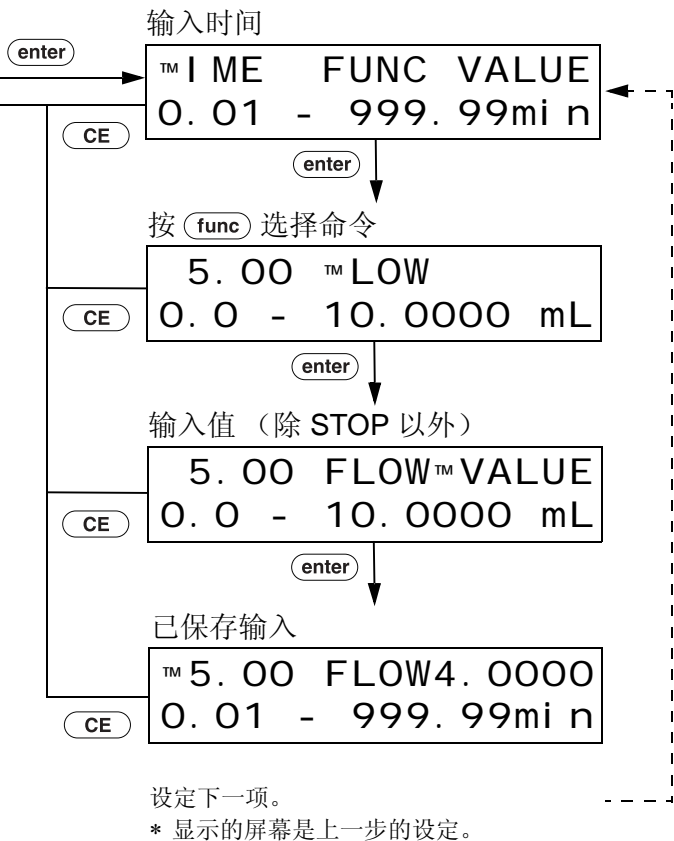 输入时间
enter
™IME FUNC VALUE
0.01 - 999.99min
CE
enter
按 func 选择命令
5.00 ™LOW
0.0 - 10.0000 mL
CE
enter
输入值 （除 STOP 以外）
5.00 FLOW™VALUE
0.0 - 10.0000 mL
CE
enter
已保存输入
™5.00 FLOW4.0000
0.01 - 999.99min
CE
设定下一项。
* 显示的屏幕是上一步的设定。